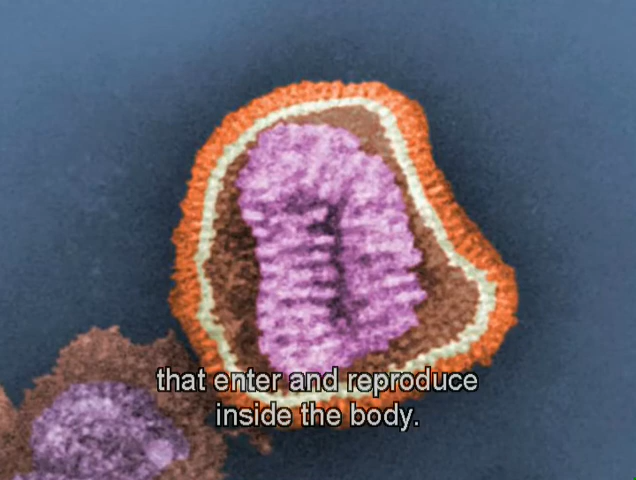 that enter and reproduce
inside the body.